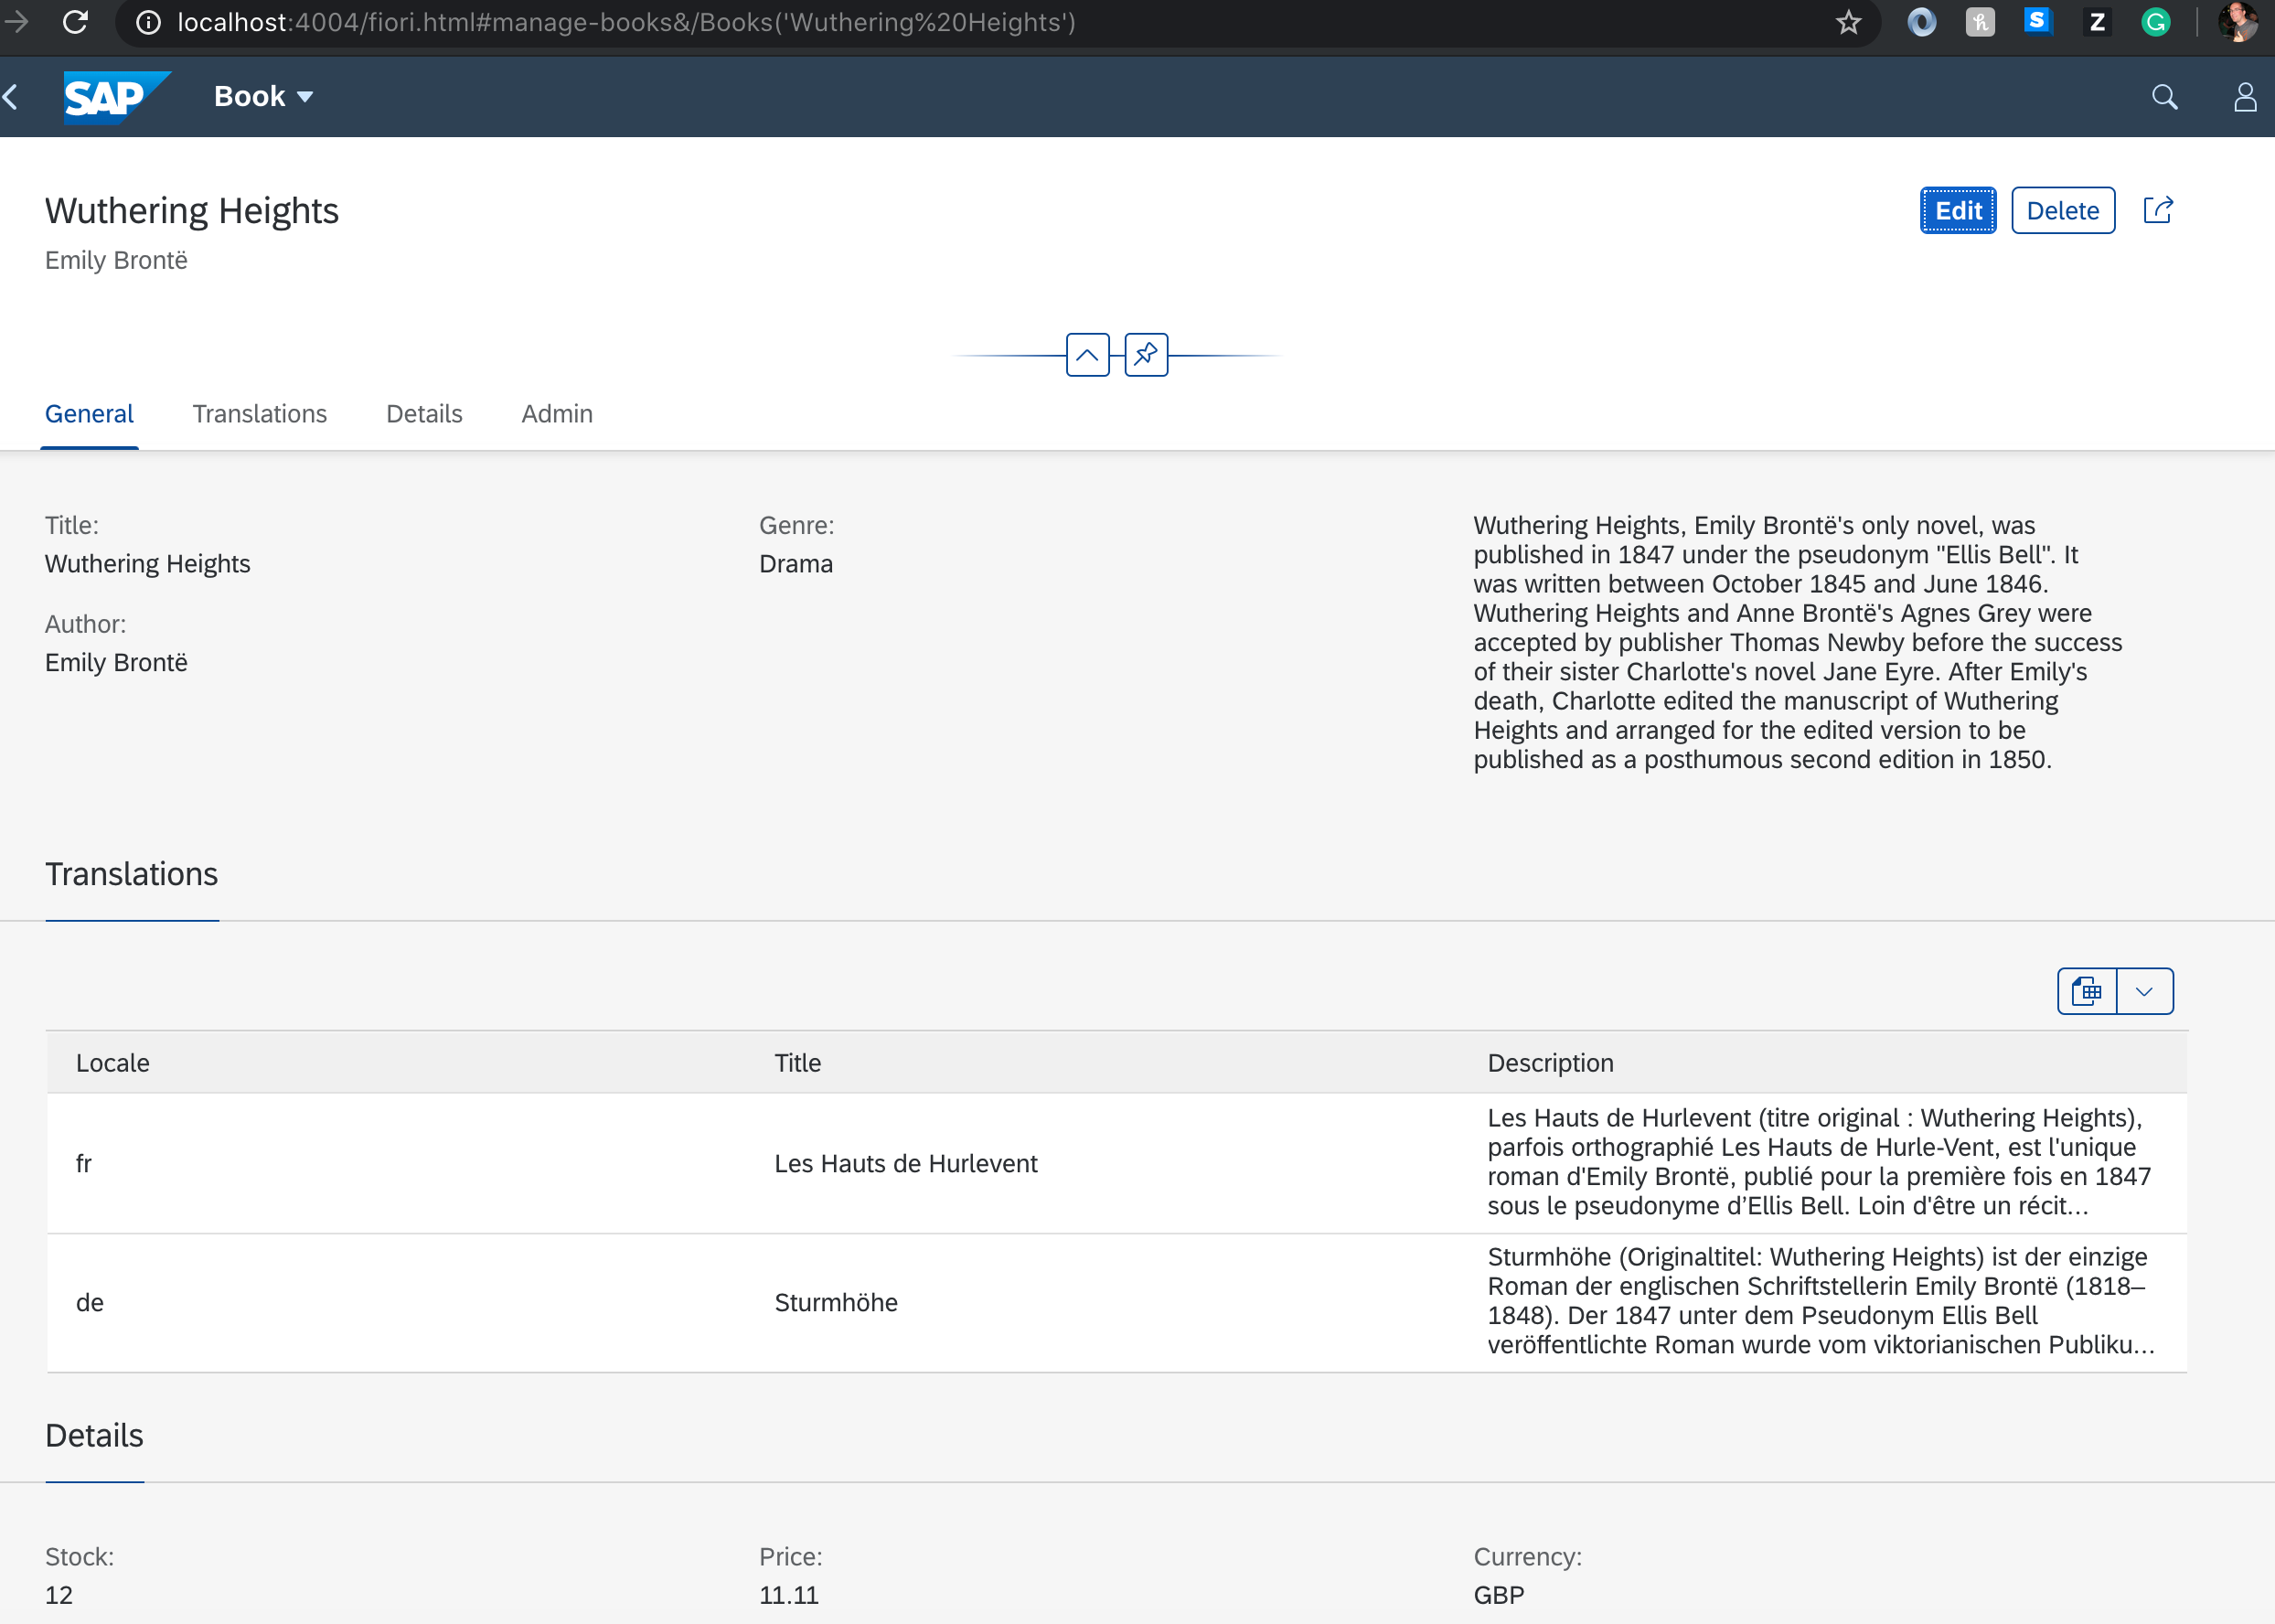 localhost:4004/fiori.html#manage-books&/Books('Wuthering%20Heights')
SAP
Book
Wuthering Heights
Edit
Delete
Emily Brontë
General
Translations
Details
Admin
Title:
Wuthering Heights
Author:
Emily Brontë
Genre:
Drama
Wuthering Heights, Emily Brontë's only novel, was
published in 1847 under the pseudonym "Ellis Bell". It
was written between October 1845 and June 1846.
Wuthering Heights and Anne Brontë's Agnes Grey were
accepted by publisher Thomas Newby before the success
of their sister Charlotte's novel Jane Eyre. After Emily's
death, Charlotte edited the manuscript of Wuthering
Heights and arranged for the edited version to be
published as a posthumous second edition in 1850.
Translations
Locale
Title
Description
fr
Les Hauts de Hurlevent
Les Hauts de Hurlevent (titre original : Wuthering Heights),
parfois orthographié Les Hauts de Hurle-Vent, est l'unique
roman d'Emily Brontë, publié pour la première fois en 1847
sous le pseudonyme d’Ellis Bell. Loin d'être un récit...
de
Sturmhöhe
Sturmhöhe (Originaltitel: Wuthering Heights) ist der einzige
Roman der englischen Schriftstellerin Emily Brontë (1818–
1848). Der 1847 unter dem Pseudonym Ellis Bell
veröffentlichte Roman wurde vom viktorianischen Publiku...
Details
Stock:
12
Price:
11.11
Currency:
GBP